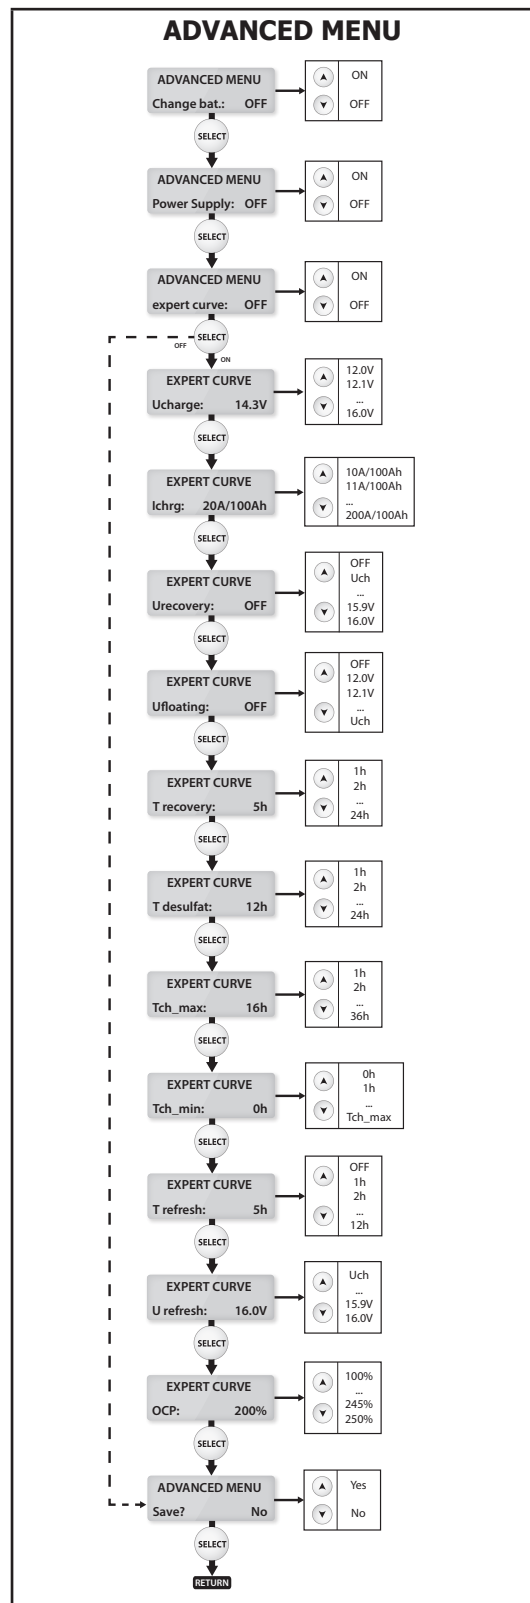 ADVANCED MENU
ADVANCED MENU
Change bat.: OFF
ON
OFF
SELECT
ADVANCED MENU
Power Supply: OFF
ON
OFF
SELECT
ADVANCED MENU
expert curve: OFF
ON
OFF
SELECT
OFF
ON
EXPERT CURVE
Ucharge: 14.3V
12.0V
12.1V
...
16.0V
SELECT
EXPERT CURVE
Ichrg: 20A/100Ah
10A/100Ah
11A/100Ah
...
200A/100Ah
SELECT
EXPERT CURVE
Urecovery: OFF
OFF
Uch
...
15.9V
16.0V
SELECT
EXPERT CURVE
Ufloating: OFF
OFF
12.0V
12.1V
...
Uch
SELECT
EXPERT CURVE
T recovery: 5h
1h
2h
...
24h
SELECT
EXPERT CURVE
T desulfat: 12h
1h
2h
...
24h
SELECT
EXPERT CURVE
Tch_max: 16h
1h
2h
...
36h
SELECT
EXPERT CURVE
Tch_min: 0h
0h
1h
...
Tch_max
SELECT
EXPERT CURVE
T refresh: 5h
OFF
1h
2h
...
12h
SELECT
EXPERT CURVE
U refresh: 16.0V
Uch
...
15.9V
16.0V
SELECT
EXPERT CURVE
OCP: 200%
100%
...
245%
250%
SELECT
ADVANCED MENU
Save? No
Yes
No
SELECT
RETURN